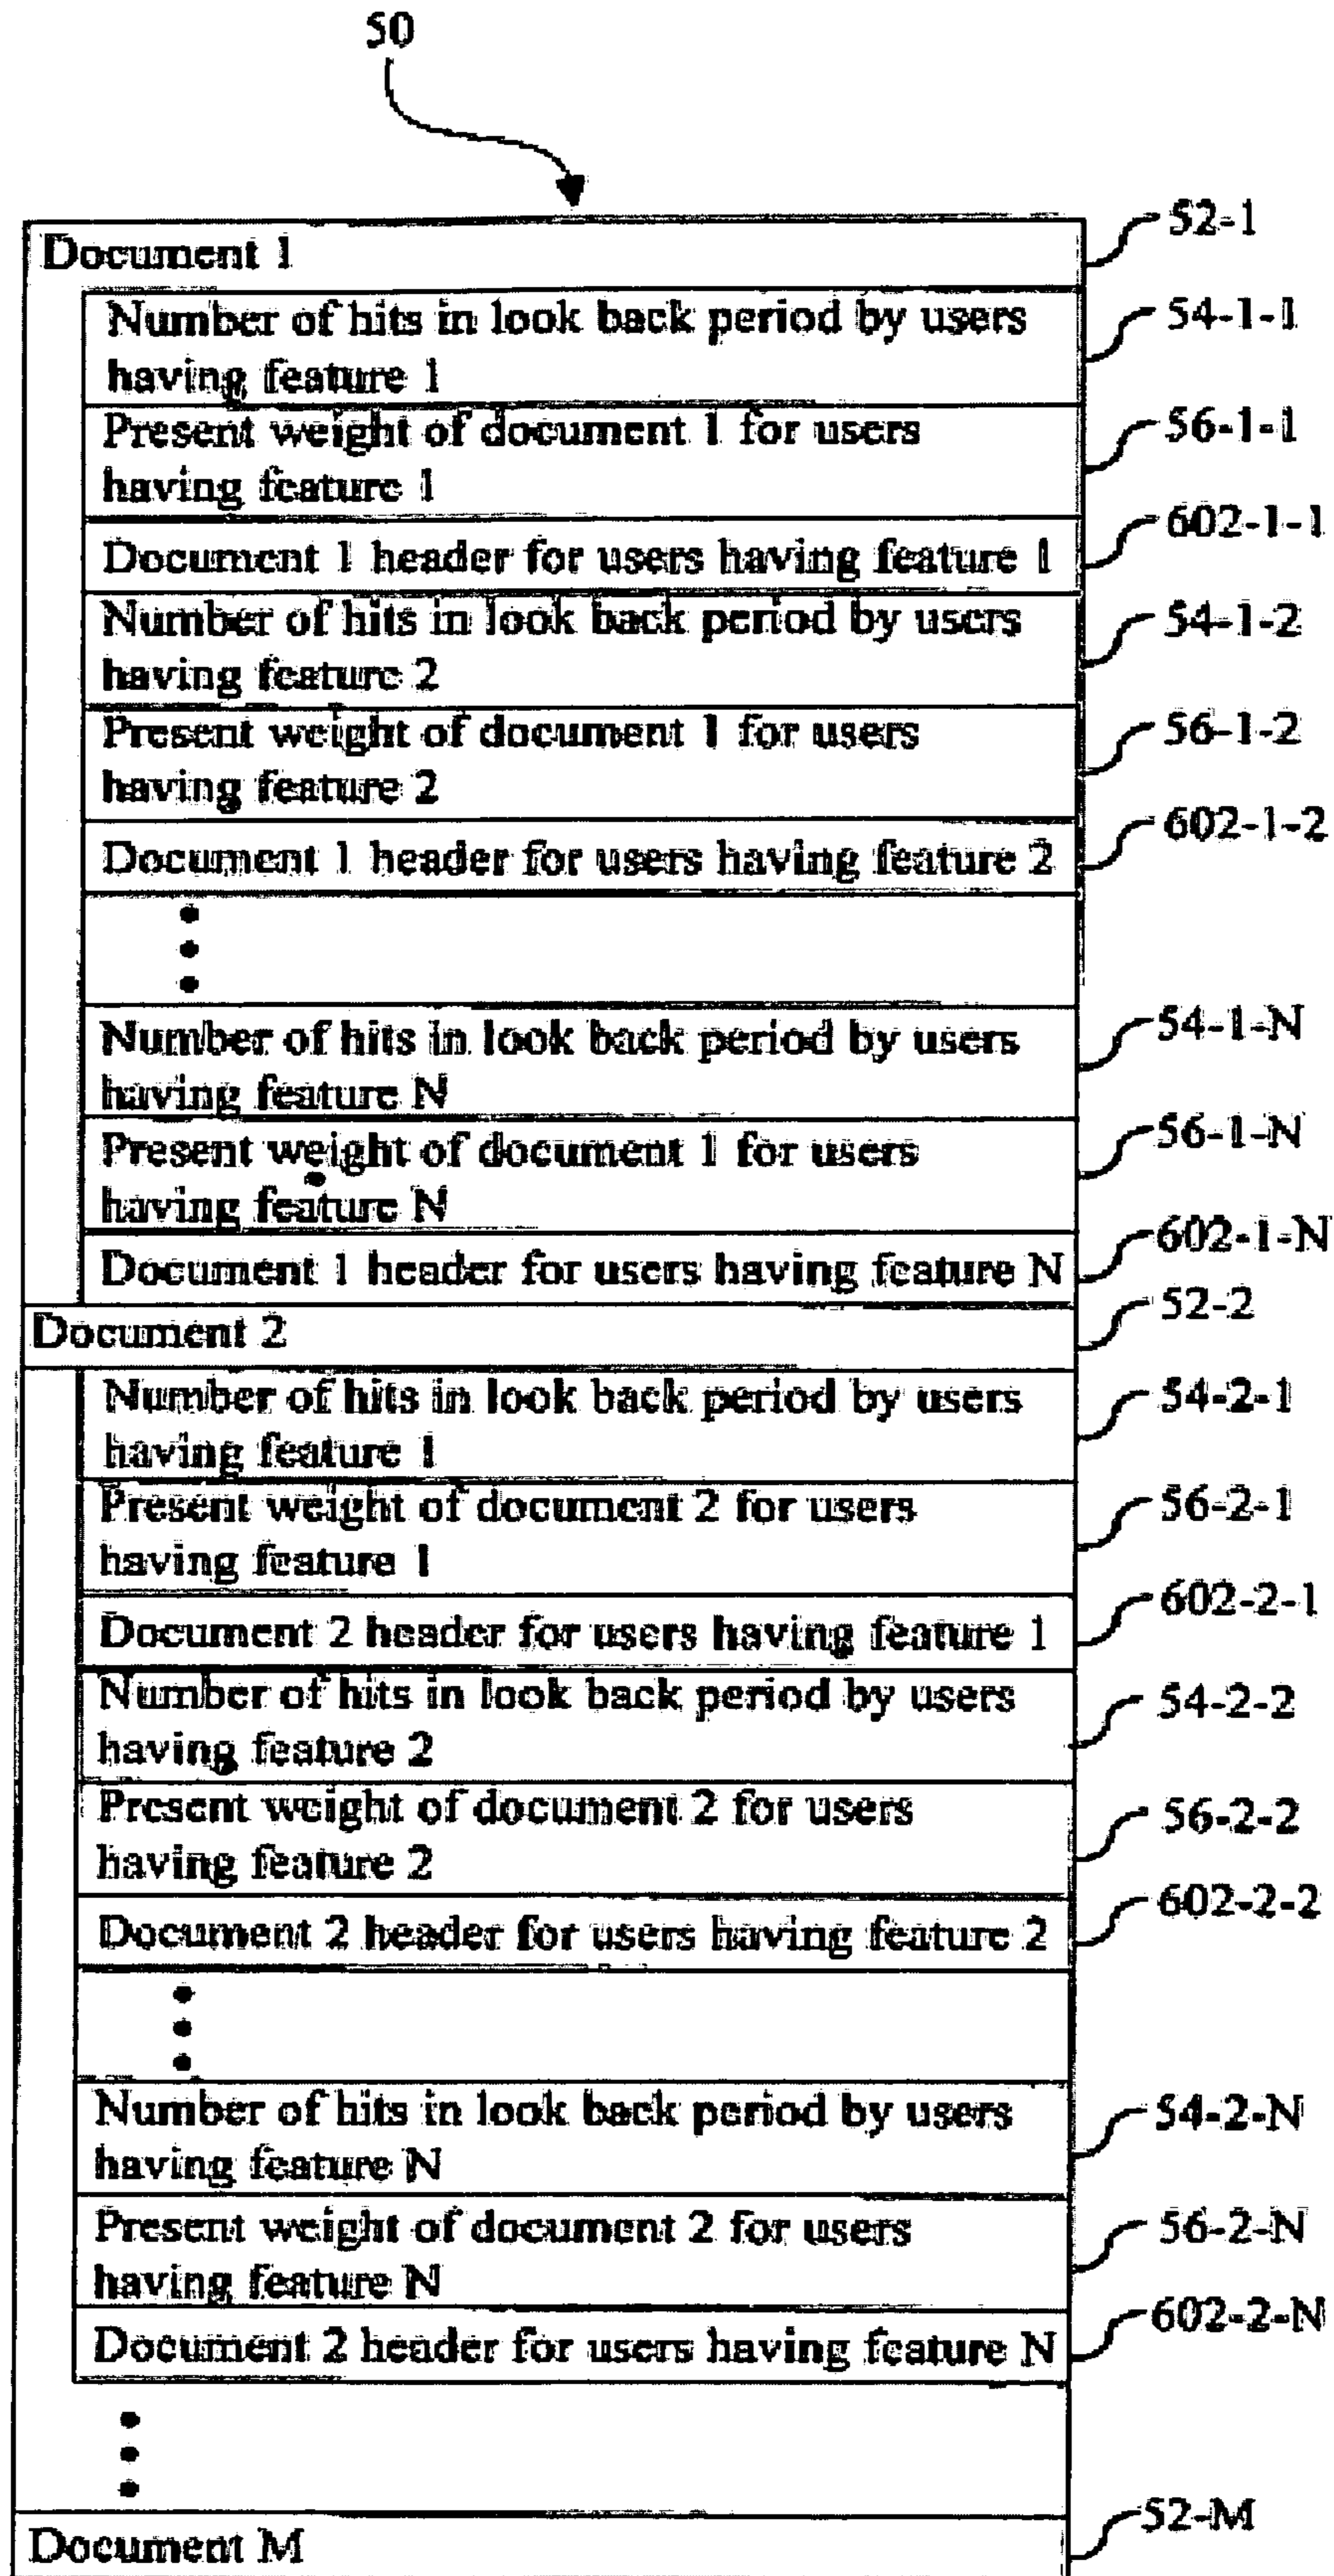 50
Document 1
52-1
Number of hits in look back period by users
having feature 1
54-1-1
Present weight of document 1 for users
having feature 1
56-1-1
Document 1 header for users having feature 1
602-1-1
Number of hits in look back period by users
having feature 2
54-1-2
Present weight of document 1 for users
having feature 2
56-1-2
Document 1 header for users having feature 2
602-1-2
Number of hits in look back period by users
having feature N
54-1-N
Present weight of document 1 for users
having feature N
56-1-N
Document 1 header for users having feature N
602-1-N
Document 2
52-2
Number of hits in look back period by users
having feature 1
54-2-1
Present weight of document 2 for users
having feature 1
56-2-1
Document 2 header for users having feature 1
602-2-1
Number of hits in look back period by users
having feature 2
54-2-2
Present weight of document 2 for users
having feature 2
56-2-2
Document 2 header for users having feature 2
602-2-2
Number of hits in look back period by users
having feature N
54-2-N
Present weight of document 2 for users
having feature N
56-2-N
Document 2 header for users having feature N
602-2-N
Document M
52-M